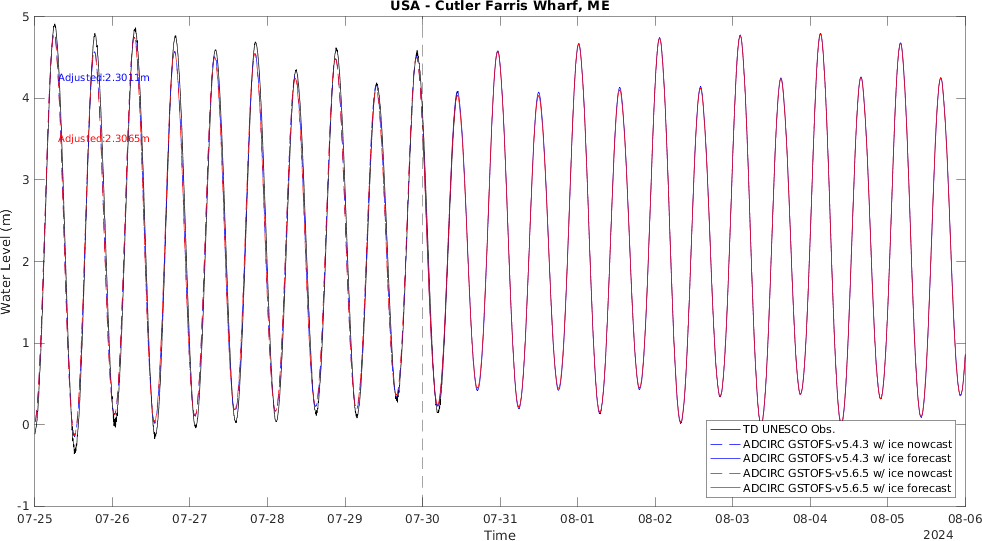 USA - Cutler Farris Wharf, ME
5
4
3
2
1
0
-1
Water Level (m)
Adjusted:2.3011m
Adjusted:2.3065m
TD UNESCO Obs.
ADCIRC GSTOFS-v5.4.3 w/ ice nowcast
ADCIRC GSTOFS-v5.4.3 w/ ice forecast
ADCIRC GSTOFS-v5.6.5 w/ ice nowcast
ADCIRC GSTOFS-v5.6.5 w/ ice forecast
07-25 07-26 07-27 07-28 07-29 07-30 07-31 08-01 08-02 08-03 08-04 08-05 08-06
Time
2024